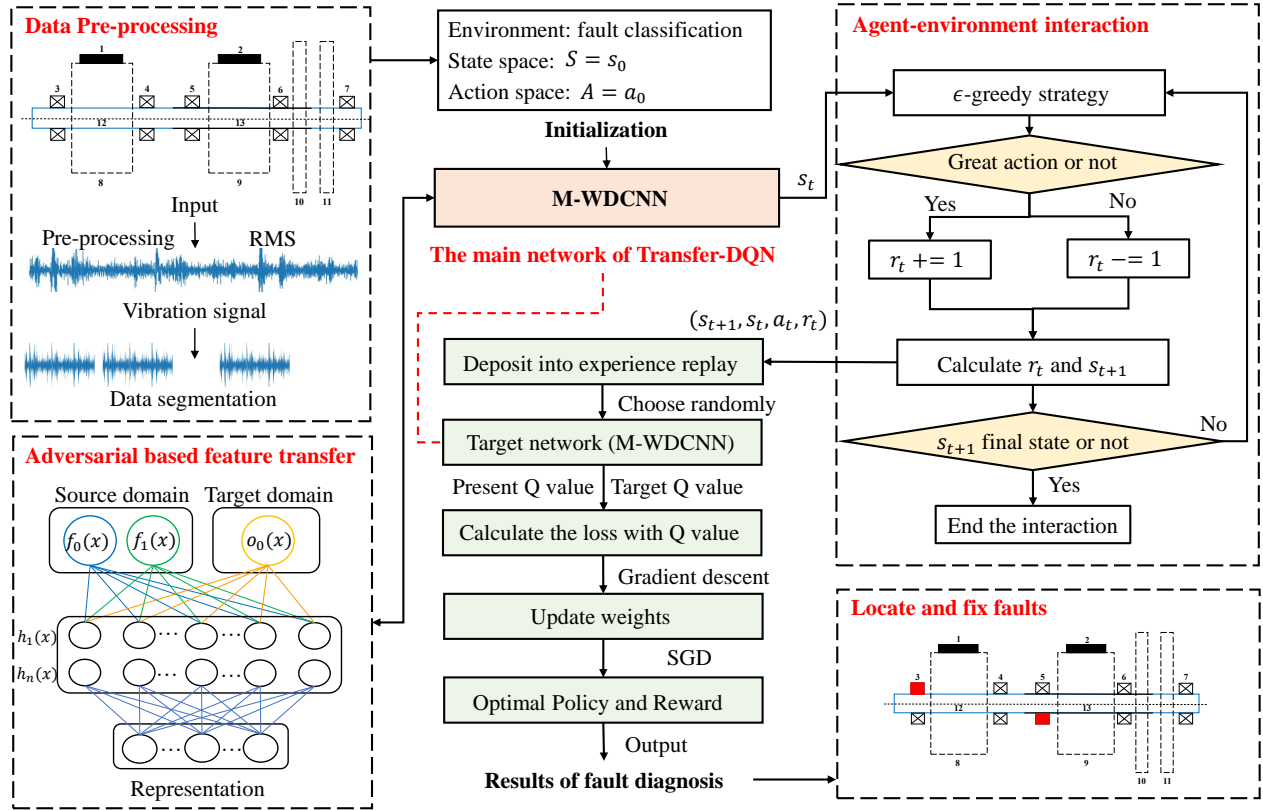 Data Pre-processing
1
2
3
4
5
6
7
12
13
8
9
10
11
Input
Pre-processing
RMS
Vibration signal
Data segmentation
Environment: fault classification
State space: S = s₀
Action space: A = a₀
Initialization
M-WDCNN
sₜ
The main network of Transfer-DQN
Agent-environment interaction
ϵ-greedy strategy
Great action or not
Yes
No
rₜ += 1
rₜ −= 1
(sₜ₊₁, sₜ, aₜ, rₜ)
Calculate rₜ and sₜ₊₁
sₜ₊₁ final state or not
No
Yes
End the interaction
Deposit into experience replay
Choose randomly
Target network (M-WDCNN)
Present Q value
Target Q value
Calculate the loss with Q value
Gradient descent
Update weights
SGD
Optimal Policy and Reward
Output
Results of fault diagnosis
Adversarial based feature transfer
Source domain
Target domain
f₀(x)
f₁(x)
o₀(x)
h₁(x)
hₙ(x)
Representation
Locate and fix faults
1
2
3
4
5
6
7
12
13
8
9
10
11